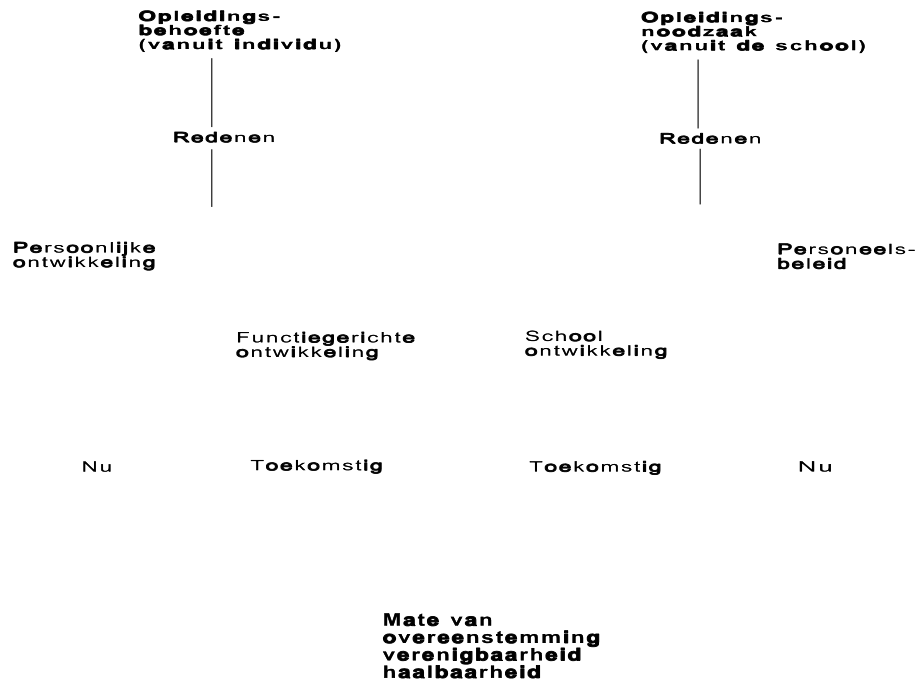 Opleidings-
behoefte
(vanuit individu)
Opleidings-
noodzaak
(vanuit de school)
Redenen
Redenen
Persoonlijke
ontwikkeling
Personeels-
beleid
Functiegerichte
ontwikkeling
School
ontwikkeling
Nu
Toekomstig
Toekomstig
Nu
Mate van
overeenstemming
verenigbaarheid
haalbaarheid